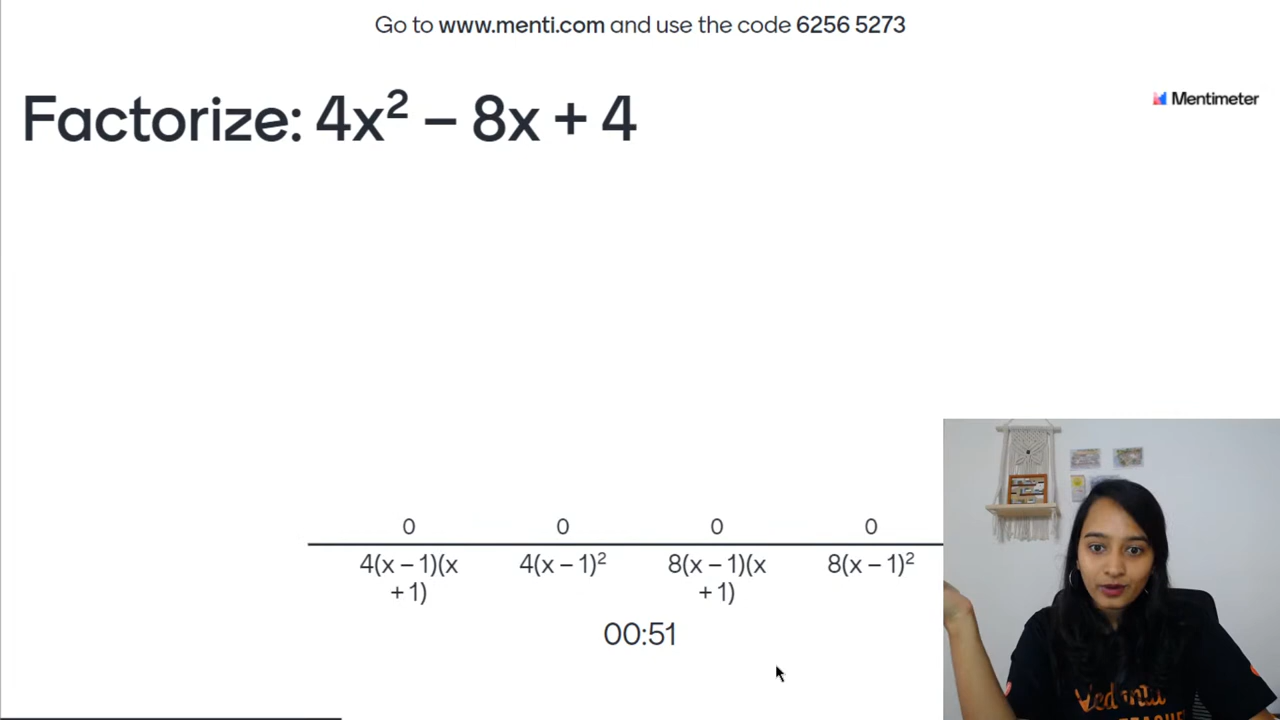 Go to www.menti.com and use the code 6256 5273
Factorize: 4x² – 8x + 4
Mentimeter
0 0 0 0
4(x – 1)(x + 1)
4(x – 1)²
8(x – 1)(x + 1)
8(x – 1)²
00:51